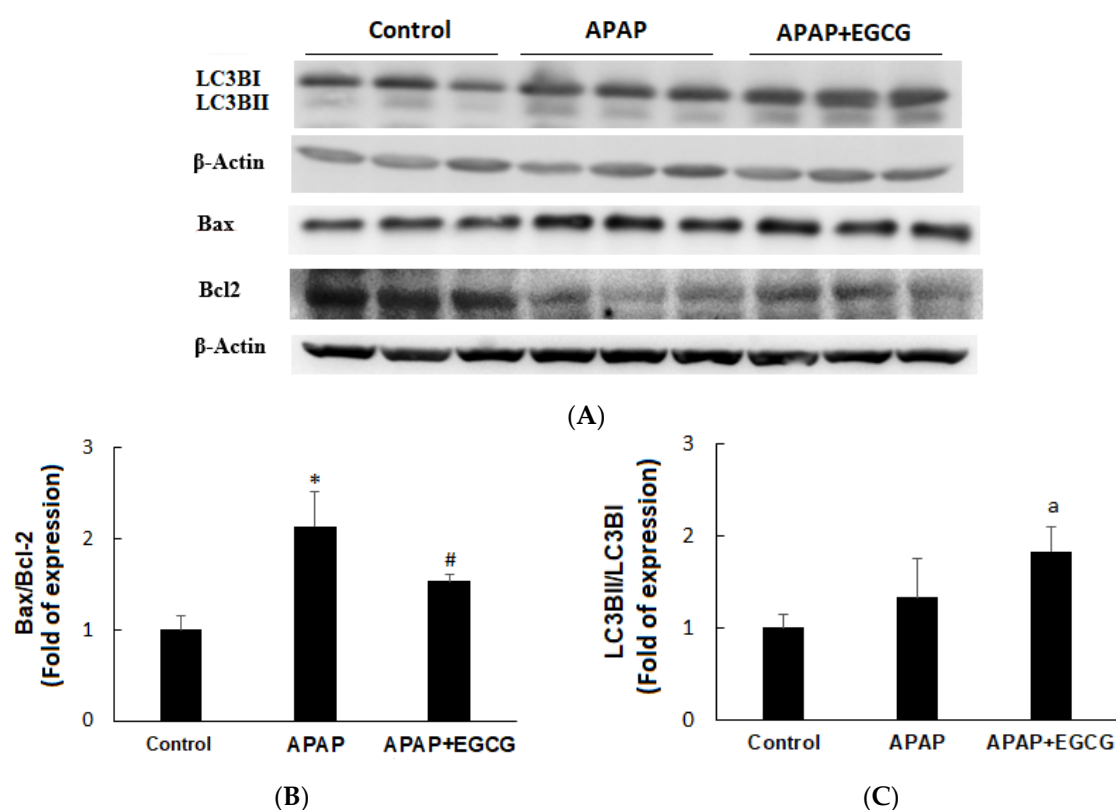 Control APAP APAP+EGCG
LC3BI
LC3BII
β-Actin
Bax
Bcl2
β-Actin
(A)
Bax/Bcl-2
(Fold of expression)
3
2
1
0
*
#
Control APAP APAP+EGCG
(B)
LC3BII/LC3BI
(Fold of expression)
3
2
1
0
a
Control APAP APAP+EGCG
(C)